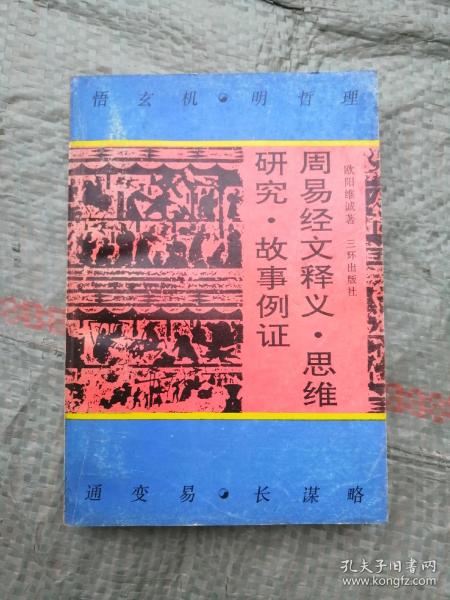 悟玄机·明哲理
周易经文释义·思维
研究·故事例证
欧阳维诚著 三环出版社
通变易·长谋略
孔夫子旧书网
www.kongfz.com